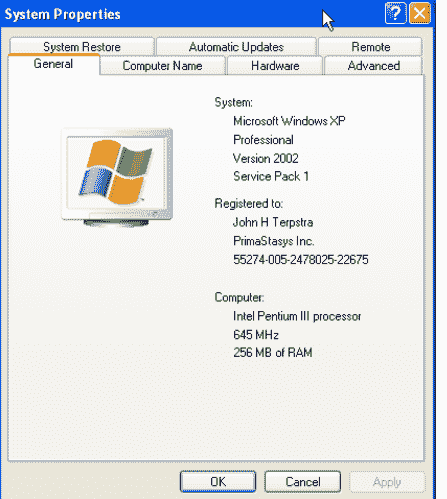 System Properties
System Restore Automatic Updates Remote
General Computer Name Hardware Advanced
System:
Microsoft Windows XP
Professional
Version 2002
Service Pack 1
Registered to:
John H Terpstra
PrimaStasys Inc.
55274-005-2478025-22675
Computer:
Intel Pentium III processor
645 MHz
256 MB of RAM
OK Cancel Apply